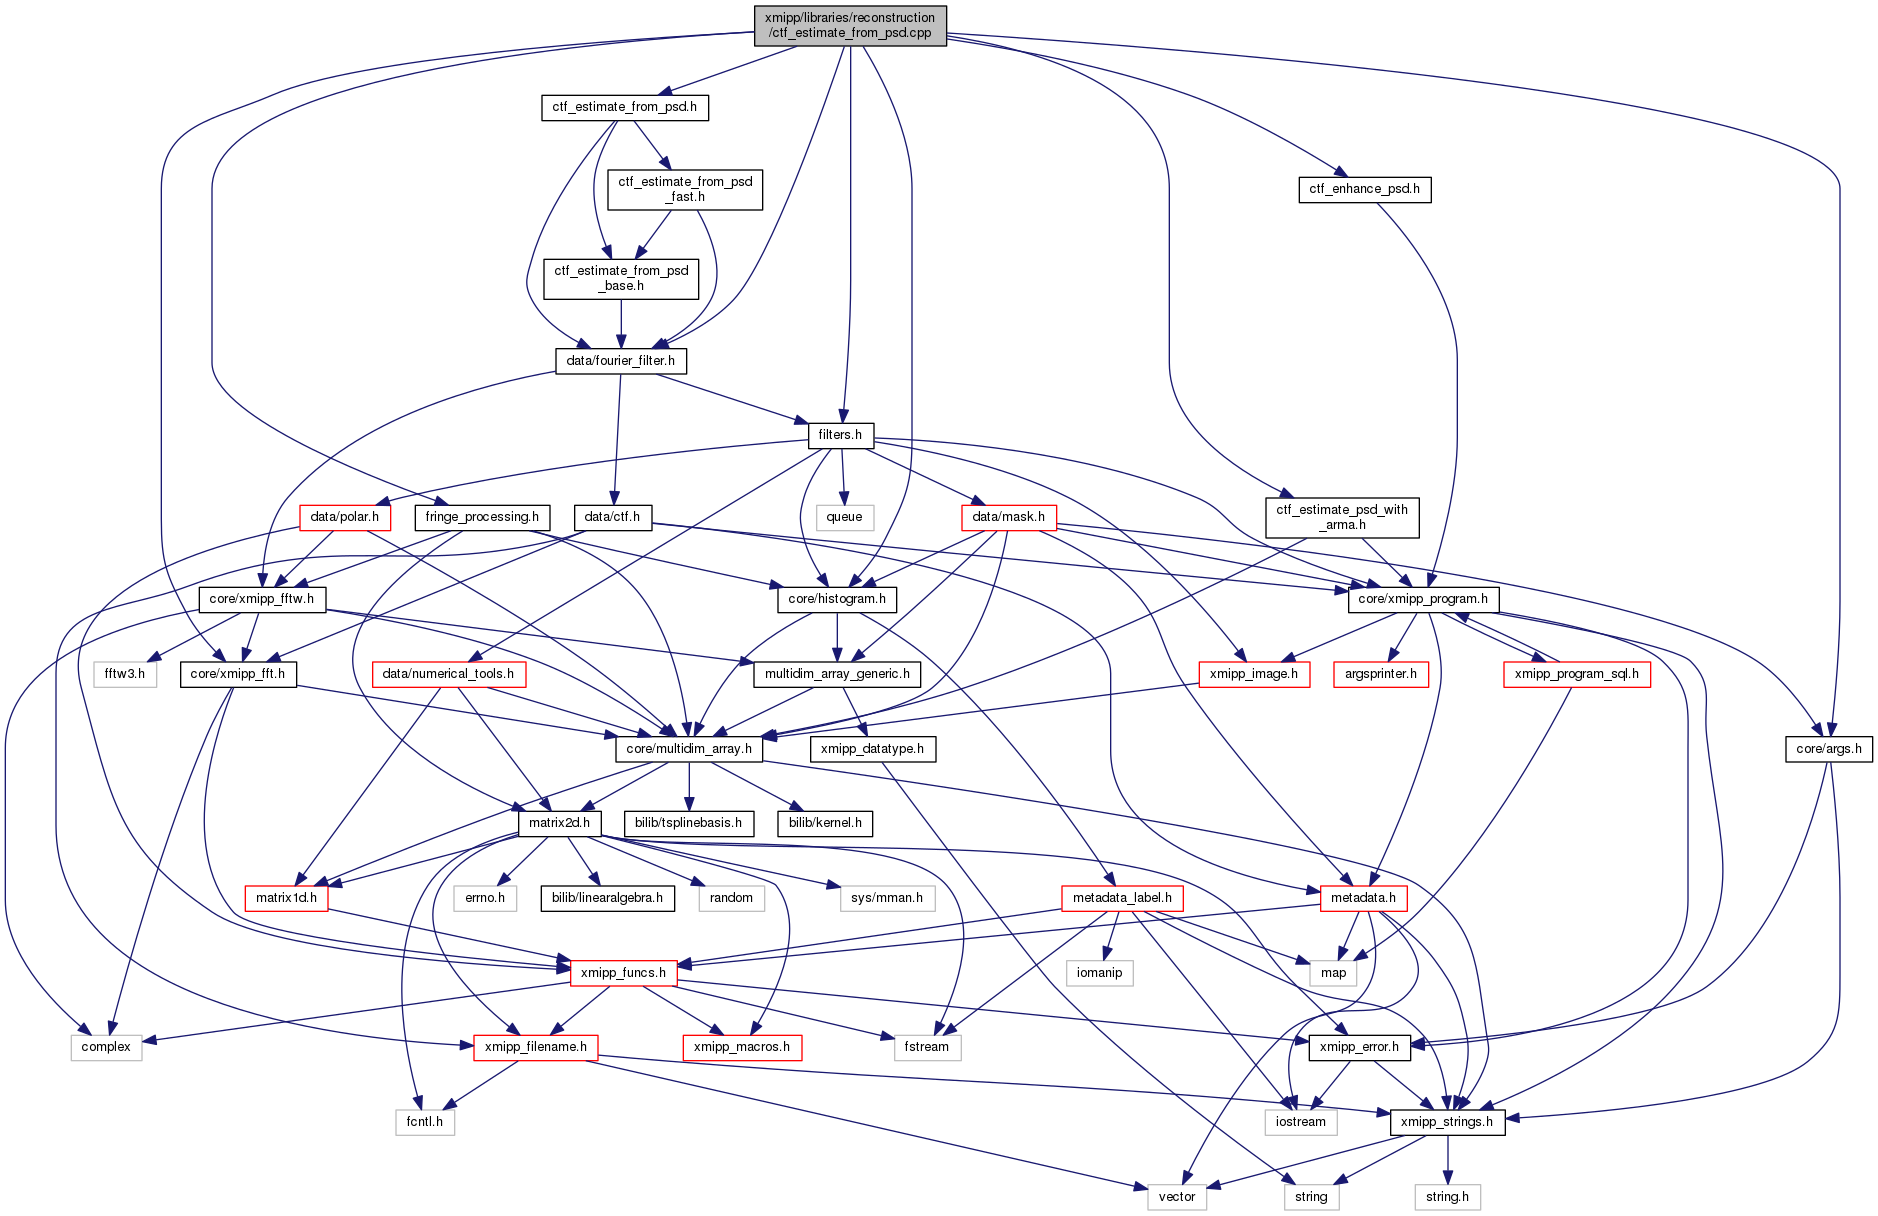 xmipp/libraries/reconstruction
/ctf_estimate_from_psd.cpp
ctf_estimate_from_psd.h
ctf_estimate_from_psd
_fast.h
ctf_enhance_psd.h
ctf_estimate_from_psd
_base.h
data/fourier_filter.h
filters.h
data/polar.h
fringe_processing.h
data/ctf.h
queue
data/mask.h
ctf_estimate_psd_with
_arma.h
core/xmipp_fftw.h
core/histogram.h
core/xmipp_program.h
fftw3.h
core/xmipp_fft.h
data/numerical_tools.h
multidim_array_generic.h
xmipp_image.h
argsprinter.h
xmipp_program_sql.h
core/multidim_array.h
xmipp_datatype.h
core/args.h
matrix2d.h
bilib/tsplinebasis.h
bilib/kernel.h
matrix1d.h
errno.h
bilib/linearalgebra.h
random
sys/mman.h
metadata_label.h
metadata.h
xmipp_funcs.h
iomanip
map
complex
xmipp_filename.h
xmipp_macros.h
fstream
xmipp_error.h
fcntl.h
iostream
xmipp_strings.h
vector
string
string.h